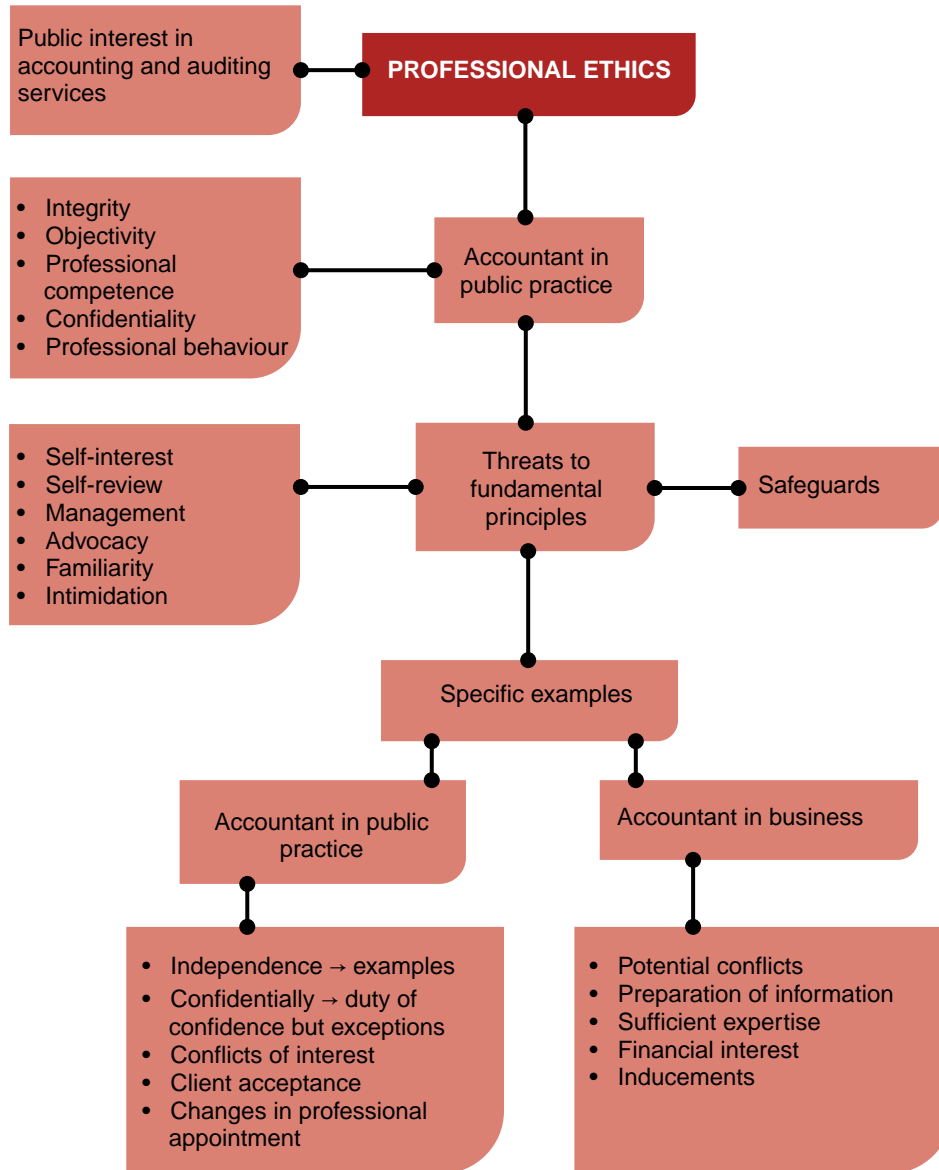 Public interest in
accounting and auditing
services
PROFESSIONAL ETHICS
• Integrity
• Objectivity
• Professional
competence
• Confidentiality
• Professional behaviour
Accountant in
public practice
• Self-interest
• Self-review
• Management
• Advocacy
• Familiarity
• Intimidation
Threats to
fundamental
principles
Safeguards
Specific examples
Accountant in public
practice
Accountant in business
• Independence → examples
• Confidentially → duty of
confidence but exceptions
• Conflicts of interest
• Client acceptance
• Changes in professional
appointment
• Potential conflicts
• Preparation of information
• Sufficient expertise
• Financial interest
• Inducements